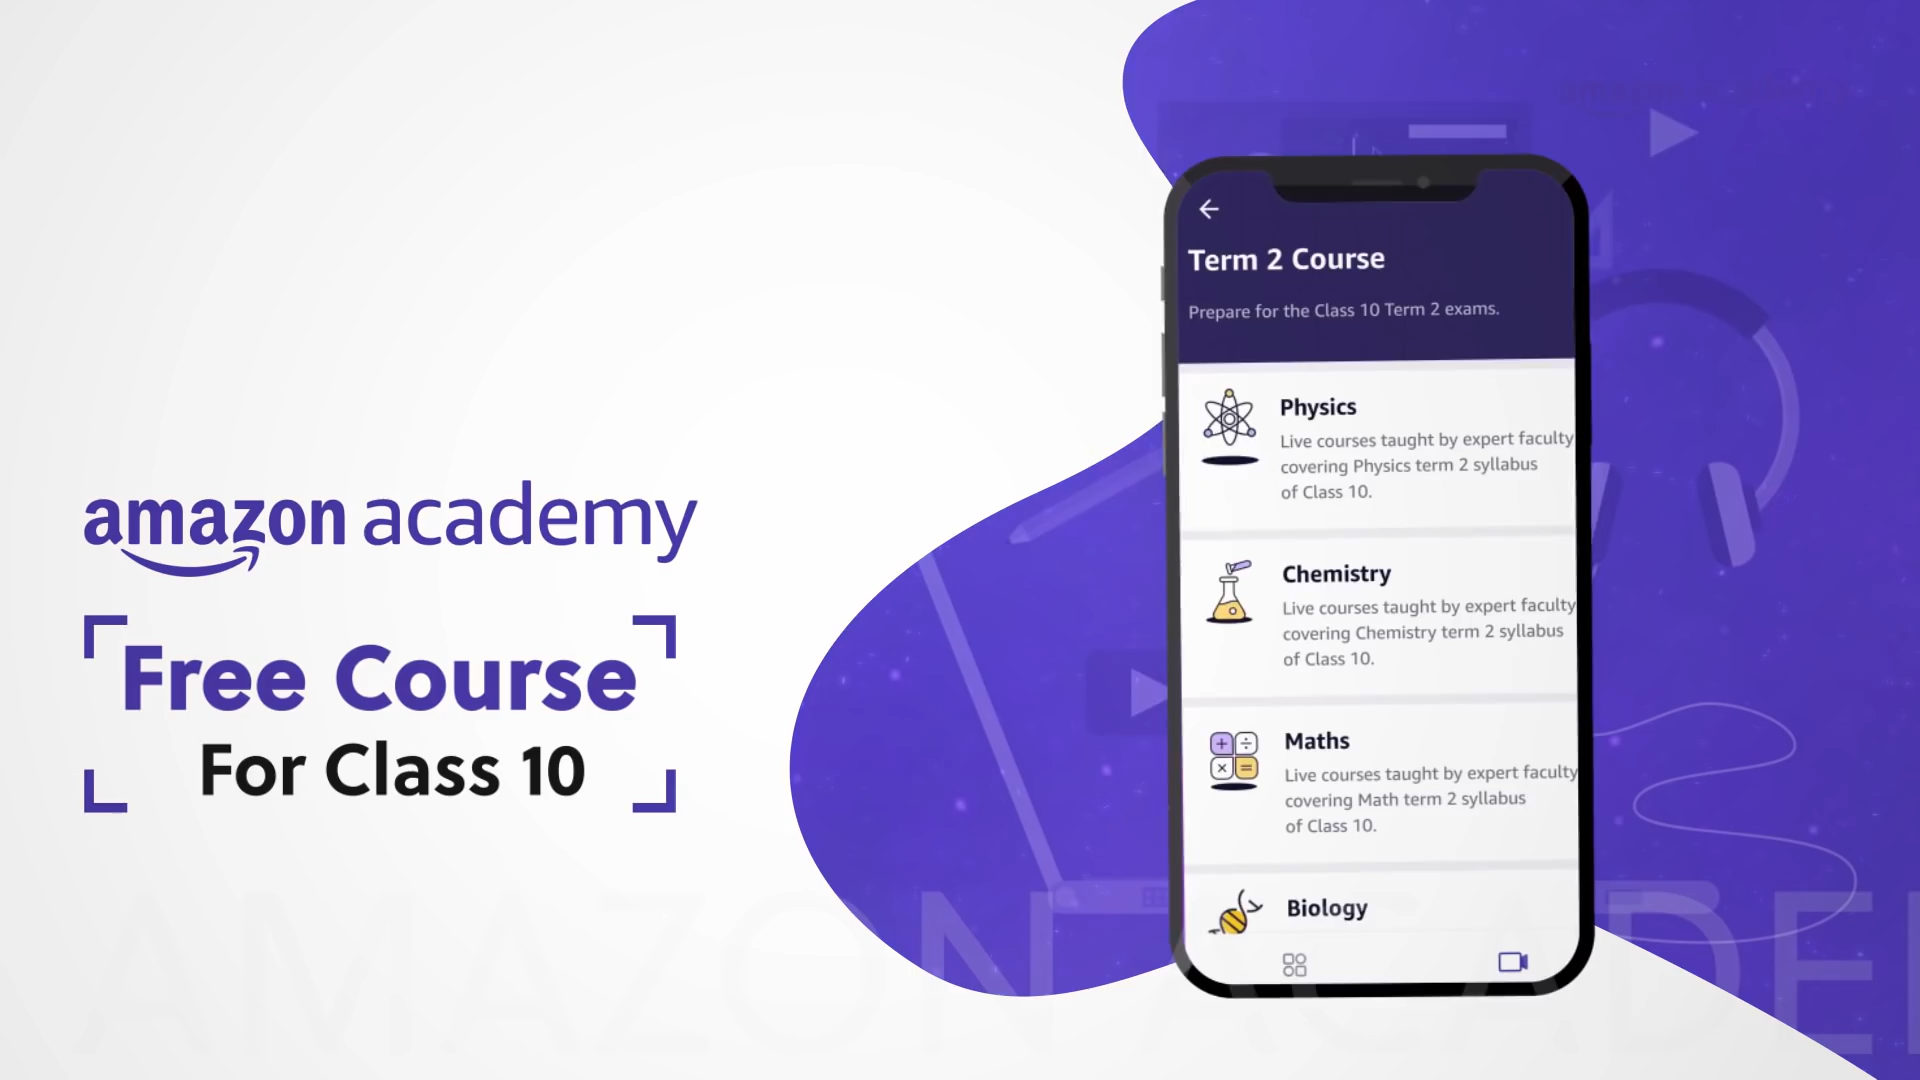 amazon academy
Free Course
For Class 10
Term 2 Course
Prepare for the Class 10 Term 2 exams.
Physics
Live courses taught by expert faculty
covering Physics term 2 syllabus
of Class 10.
Chemistry
Live courses taught by expert faculty
covering Chemistry term 2 syllabus
of Class 10.
Maths
Live courses taught by expert faculty
covering Math term 2 syllabus
of Class 10.
Biology
AMAZON ACADE